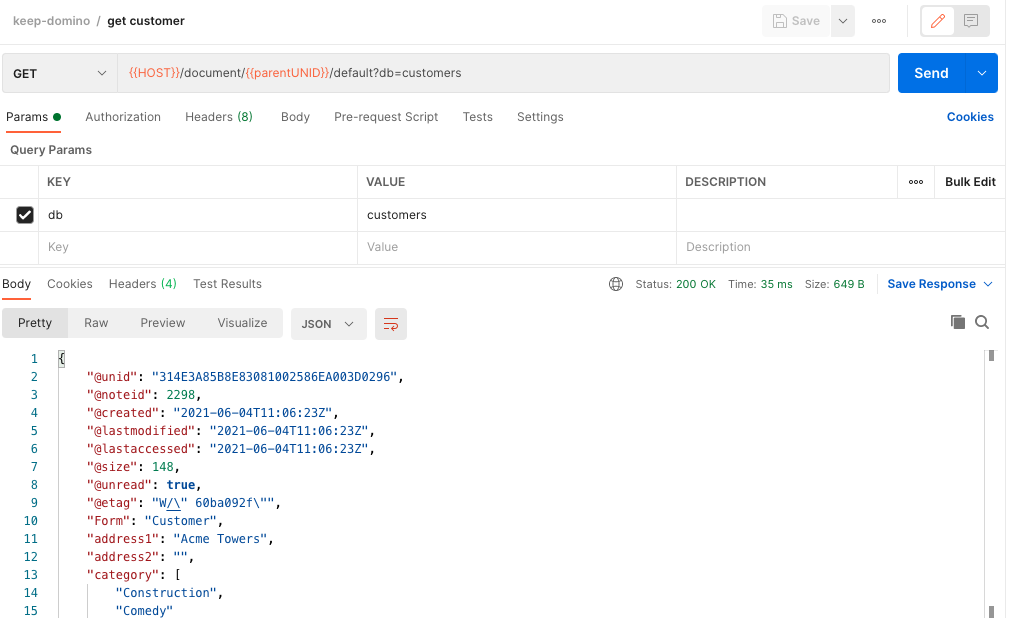 keep-domino / get customer
Save
GET
{{HOST}}/document/{{parentUNID}}/default?db=customers
Send
Params Authorization Headers (8) Body Pre-request Script Tests Settings Cookies
Query Params
KEY VALUE DESCRIPTION Bulk Edit
db customers
Key Value Description
Body Cookies Headers (4) Test Results Status: 200 OK Time: 35 ms Size: 649 B Save Response
Pretty Raw Preview Visualize JSON
1 {
2 "@unid": "314E3A85B8E83081002586EA003D0296",
3 "@noteid": 2298,
4 "@created": "2021-06-04T11:06:23Z",
5 "@lastmodified": "2021-06-04T11:06:23Z",
6 "@lastaccessed": "2021-06-04T11:06:23Z",
7 "@size": 148,
8 "@unread": true,
9 "@etag": "W/\" 60ba092f\"",
10 "Form": "Customer",
11 "address1": "Acme Towers",
12 "address2": "",
13 "category": [
14 "Construction",
15 "Comedy"